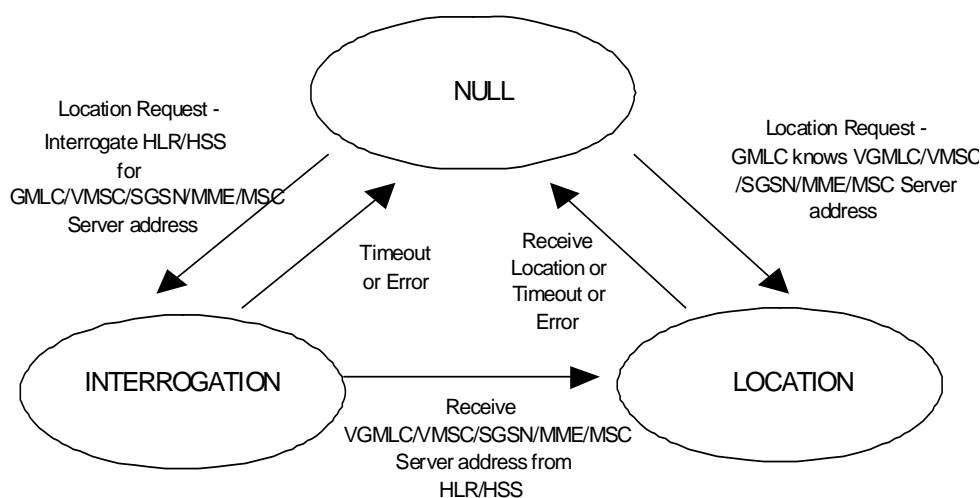 NULL
Location Request -
Interrogate HLR/HSS
for
GMLC/VMSC/SGSN/MME/MSC
Server address
Location Request -
GMLC knows VGMLC/VMSC
/SGSN/MME/MSC Server
address
Timeout
or Error
Receive
Location or
Timeout or
Error
INTERROGATION
LOCATION
Receive
VGMLC/VMSC/SGSN/MME/MSC
Server address from
HLR/HSS